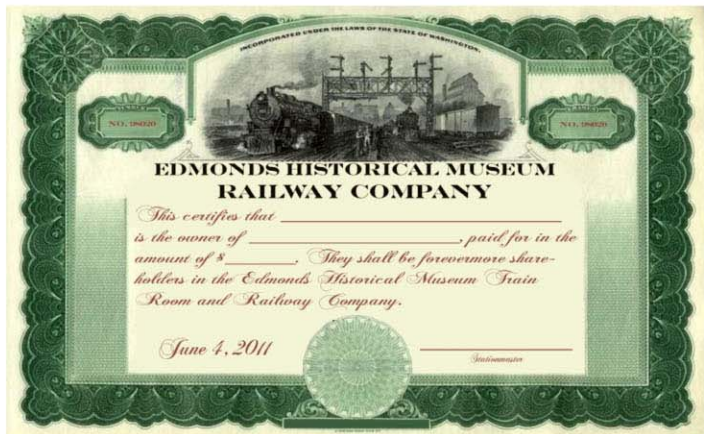 INCORPORATED UNDER THE LAWS OF THE STATE OF WASHINGTON.
NUMBER
NO. 98020
NO. 98020
EDMONDS HISTORICAL MUSEUM
RAILWAY COMPANY
This certifies that
is the owner of , paid for in the
amount of $ . They shall be forevermore share-
holders in the Edmonds Historical Museum Train
Room and Railway Company.
June 4, 2011
Stationmaster